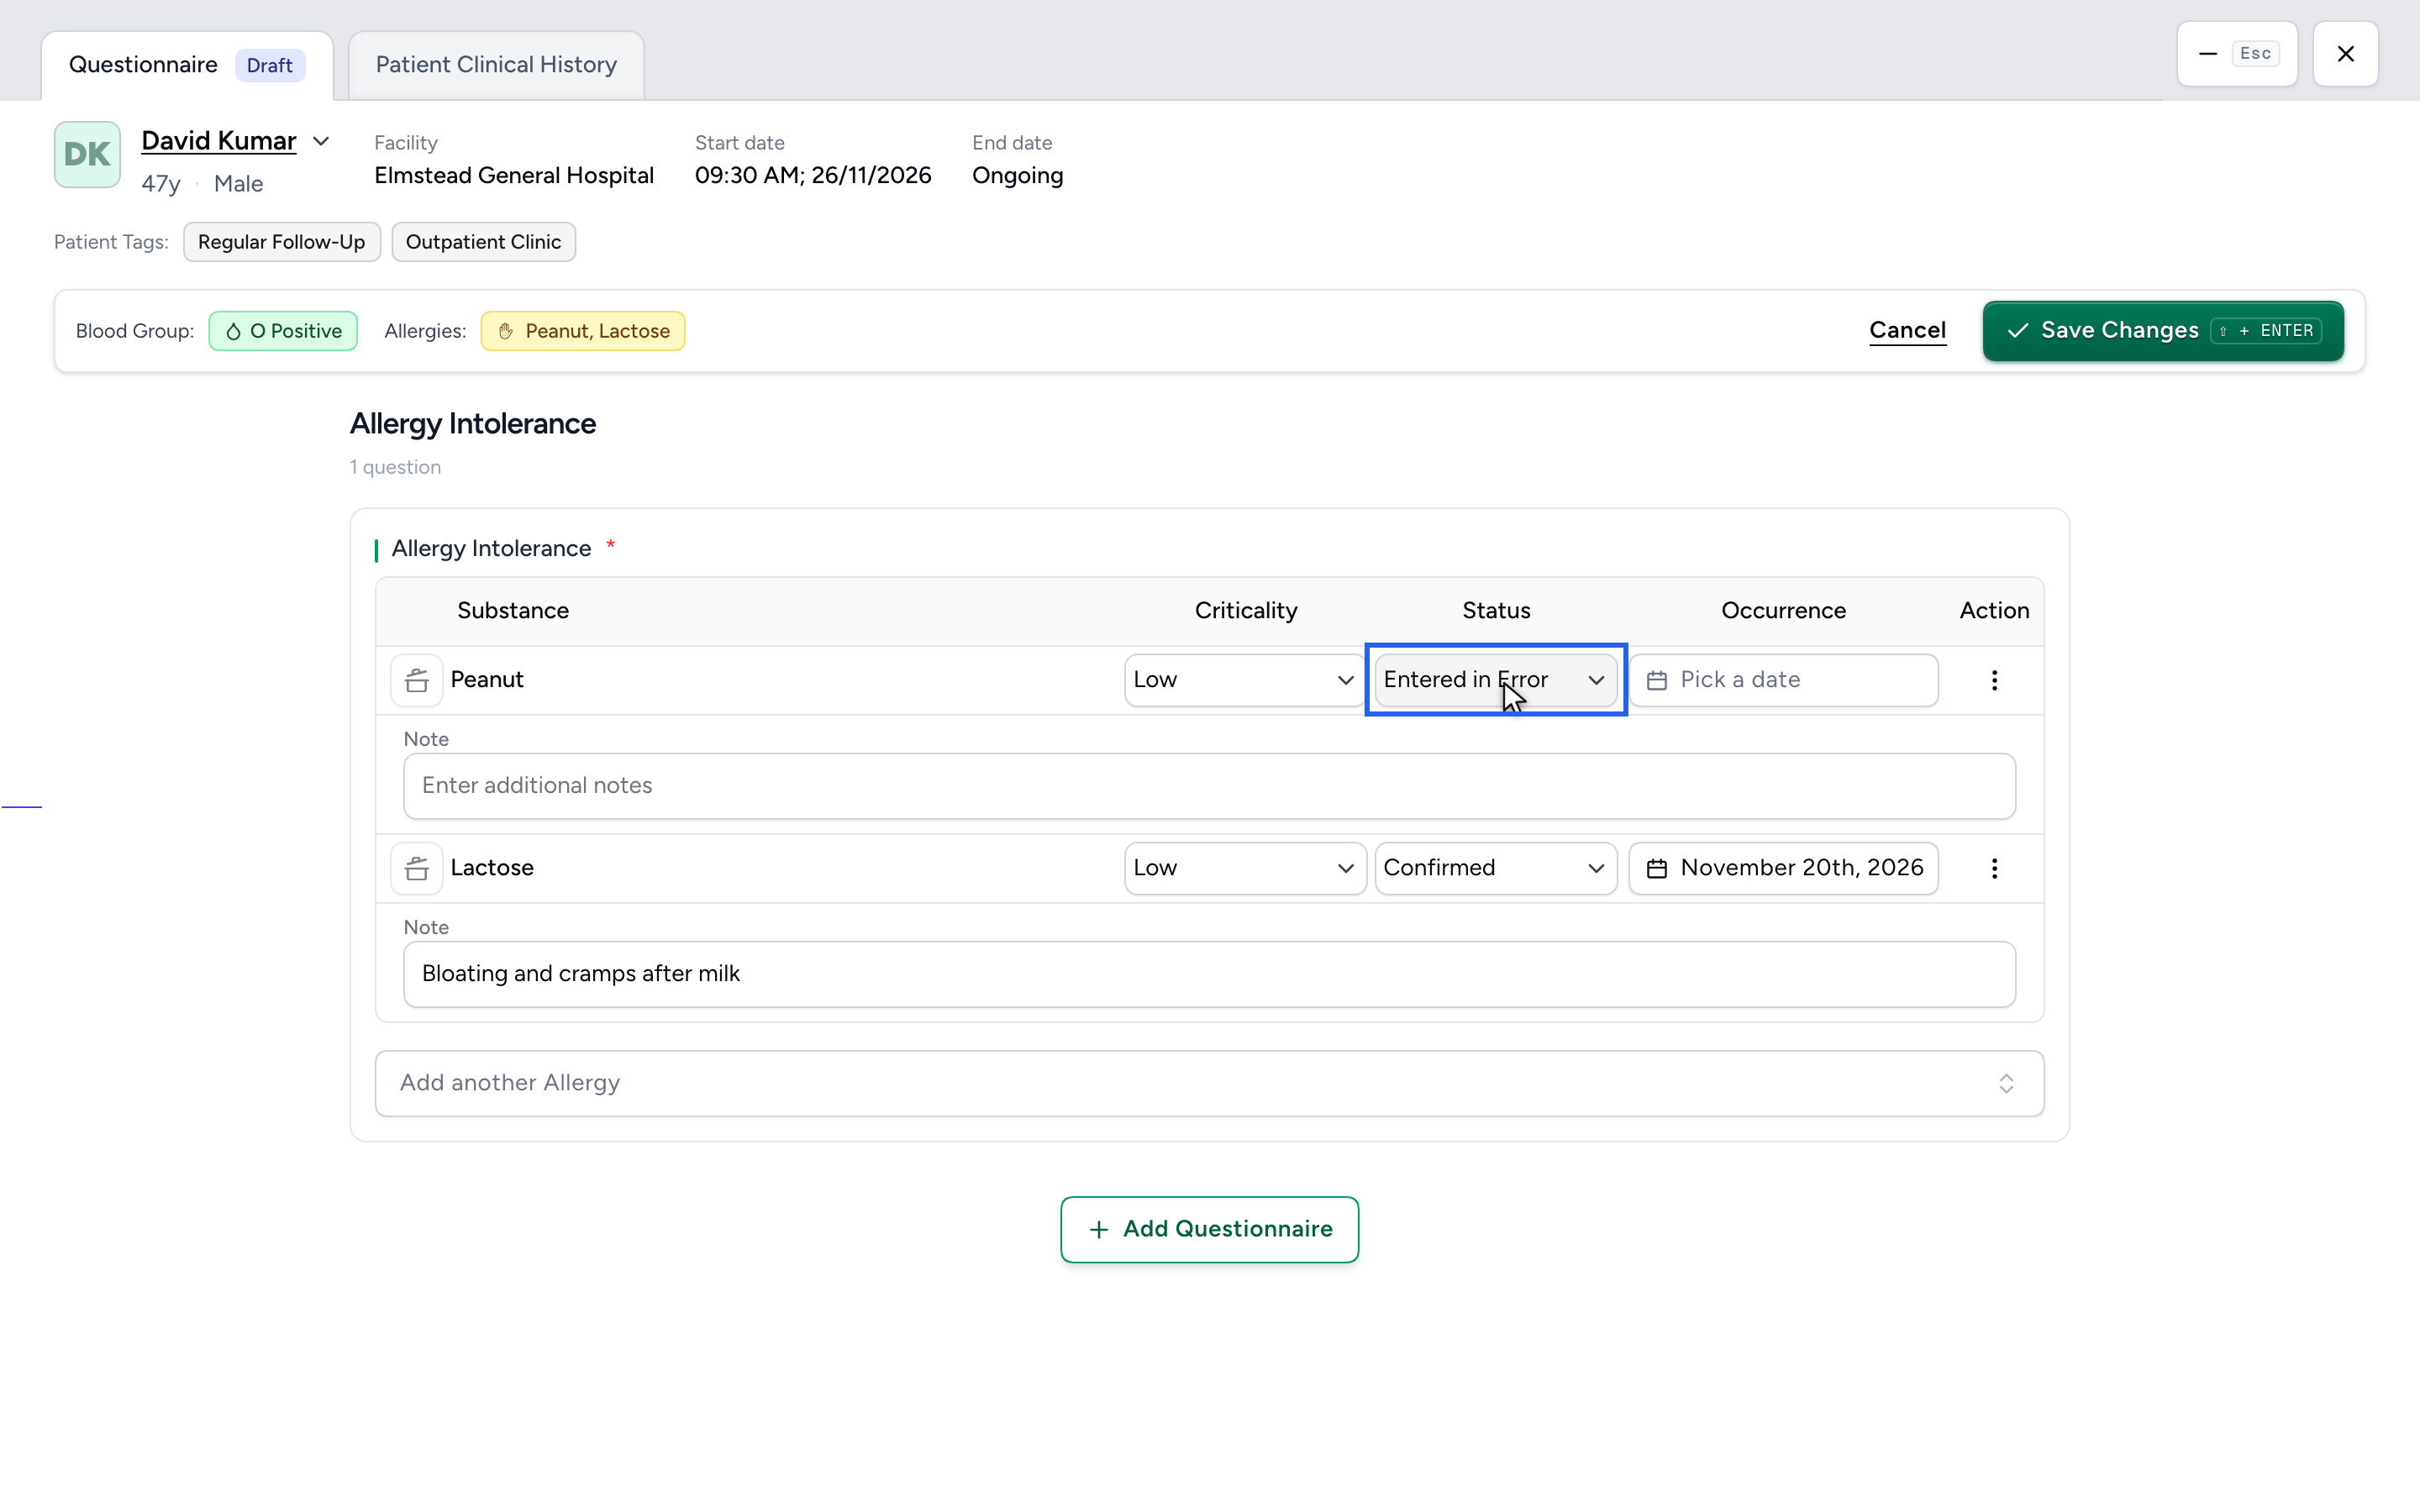 Questionnaire Draft Patient Clinical History Esc
DK David Kumar
47y · Male
Facility
Elmstead General Hospital
Start date
09:30 AM; 26/11/2026
End date
Ongoing
Patient Tags: Regular Follow-Up Outpatient Clinic
Blood Group: O Positive Allergies: Peanut, Lactose Cancel Save Changes ⇧ + ENTER
Allergy Intolerance
1 question
Allergy Intolerance *
Substance Criticality Status Occurrence Action
Peanut Low Entered in Error Pick a date
Note
Enter additional notes
Lactose Low Confirmed November 20th, 2026
Note
Bloating and cramps after milk
Add another Allergy
+ Add Questionnaire